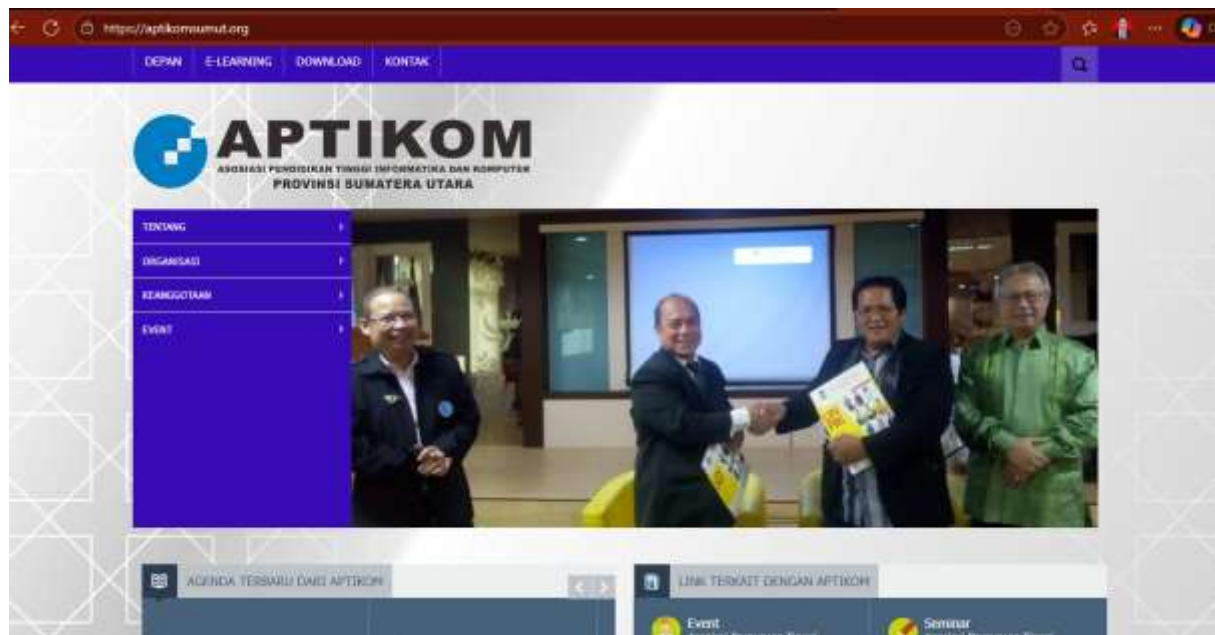 https://aptikomsumut.org
DEPAN E-LEARNING DOWNLOAD KONTAK
APTIKOM
ASOSIASI PENDIDIKAN TINGGI INFORMATIKA DAN KOMPUTER
PROVINSI SUMATERA UTARA
TENTANG
ORGANISASI
KEANGGOTAAN
EVENT
AGENDA TERBARU DARI APTIKOM
LINK TERKAIT DENGAN APTIKOM
Event
Seminar